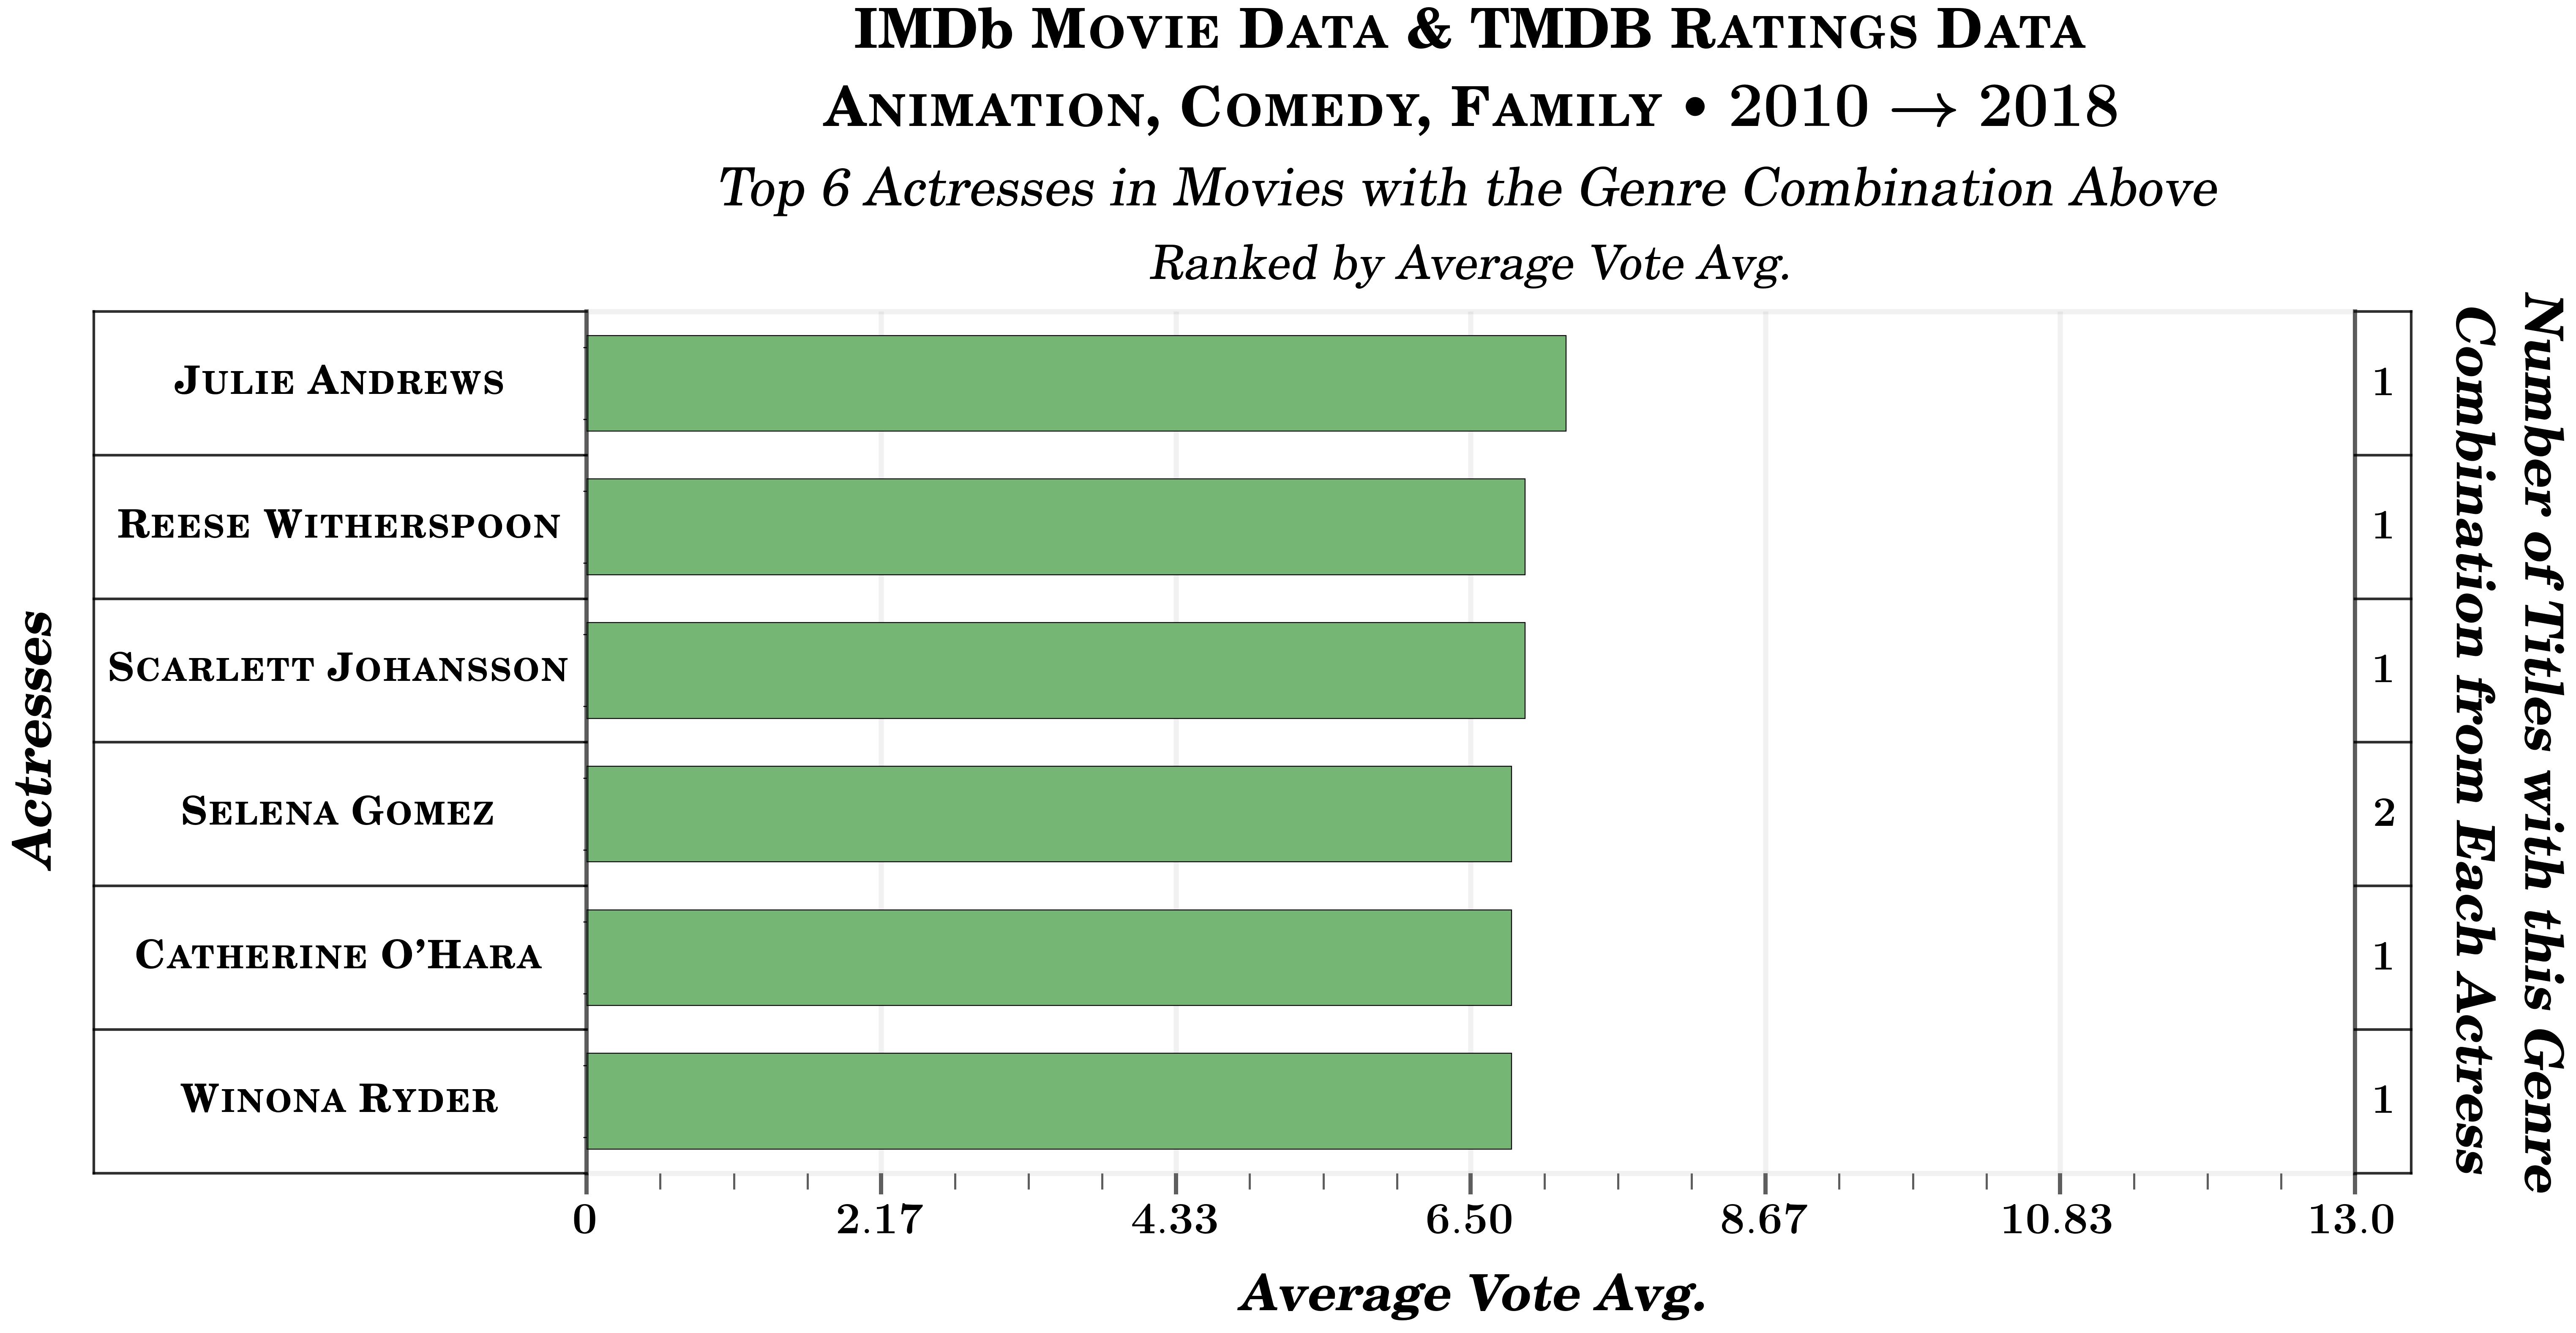 IMDb Movie Data & TMDB Ratings Data
Animation, Comedy, Family • 2010 → 2018
Top 6 Actresses in Movies with the Genre Combination Above
Ranked by Average Vote Avg.
Actresses
Julie Andrews
1
Reese Witherspoon
1
Scarlett Johansson
1
Selena Gomez
2
Catherine O’Hara
1
Winona Ryder
1
Number of Titles with this Genre
Combination from Each Actress
0 2.17 4.33 6.50 8.67 10.83 13.0
Average Vote Avg.